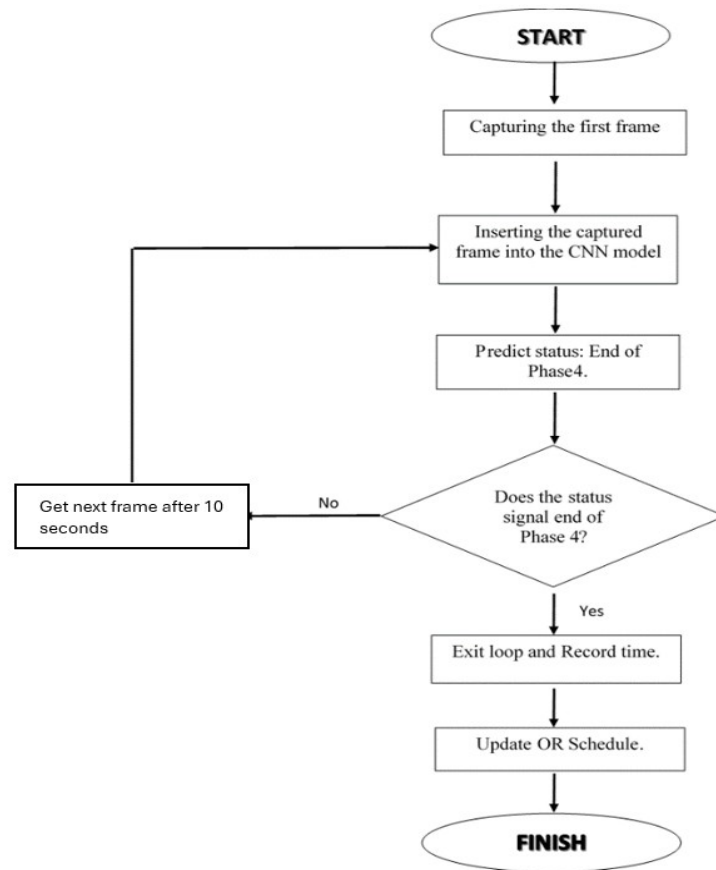 START
Capturing the first frame
Inserting the captured
frame into the CNN model
Predict status: End of
Phase4.
Does the status
signal end of
Phase 4?
No
Get next frame after 10
seconds
Yes
Exit loop and Record time.
Update OR Schedule.
FINISH